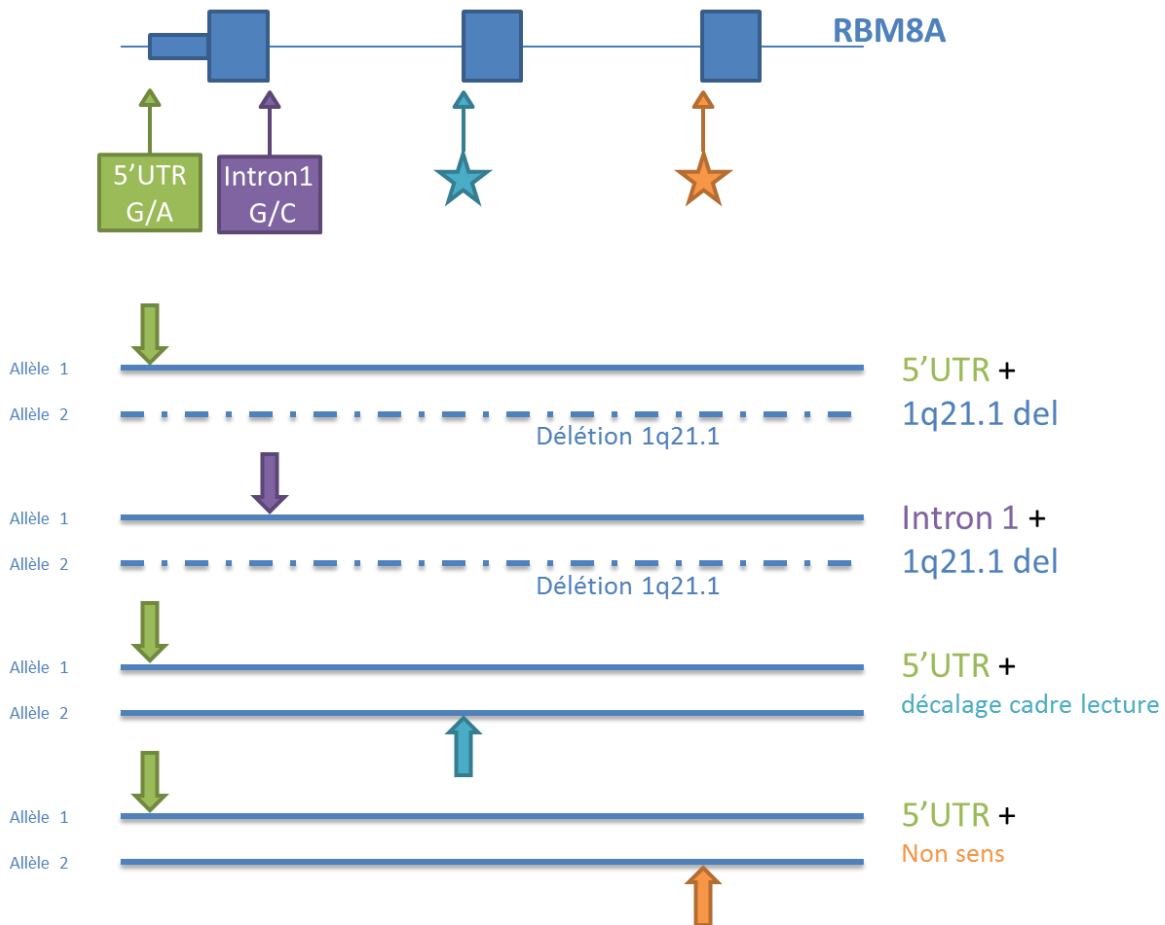 RBM8A
5'UTR
G/A
Intron1
G/C
Allèle 1
5'UTR +
Allèle 2
1q21.1 del
Délétion 1q21.1
Allèle 1
Intron 1 +
Allèle 2
1q21.1 del
Délétion 1q21.1
Allèle 1
5'UTR +
Allèle 2
décalage cadre lecture
Allèle 1
5'UTR +
Allèle 2
Non sens